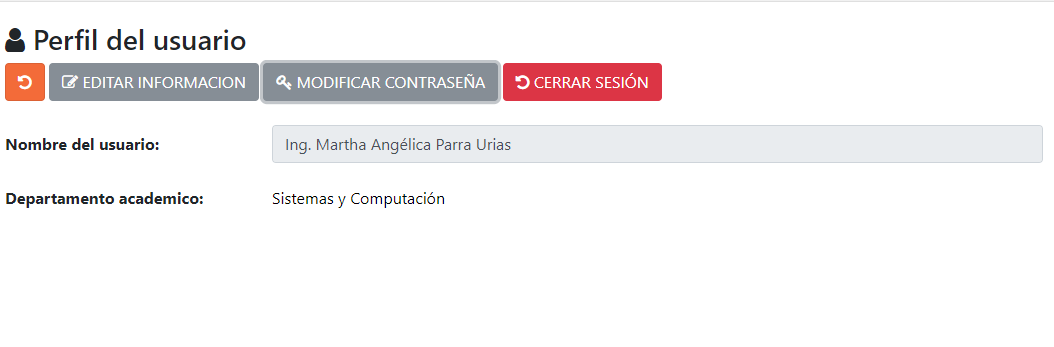 Perfil del usuario
EDITAR INFORMACION MODIFICAR CONTRASEÑA CERRAR SESIÓN
Nombre del usuario: Ing. Martha Angélica Parra Urias
Departamento academico: Sistemas y Computación